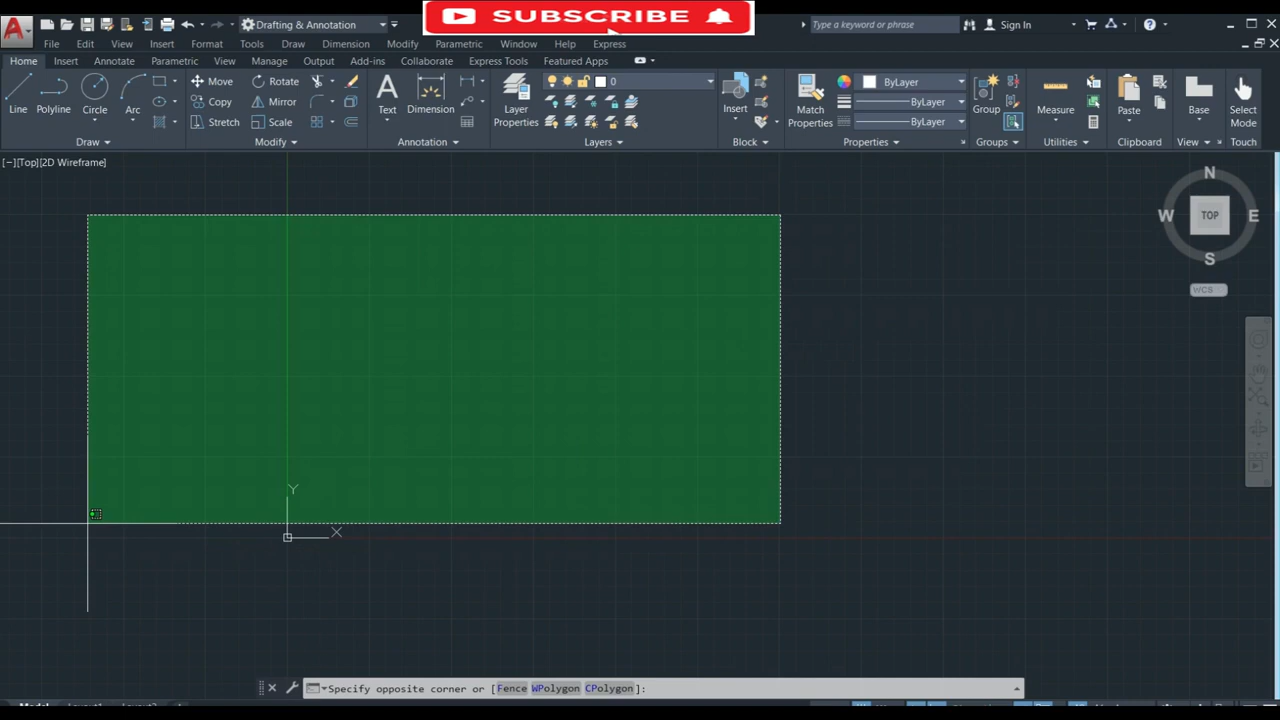 SUBSCRIBE
Drafting & Annotation
Type a keyword or phrase
Sign In
File Edit View Insert Format Tools Draw Dimension Modify Parametric Window Help Express
Home Insert Annotate Parametric View Manage Output Add-ins Collaborate Express Tools Featured Apps
Line Polyline Circle Arc
Move Rotate
Copy Mirror
Stretch Scale
Text Dimension
Layer Properties
0
Insert
Match Properties
ByLayer
ByLayer
ByLayer
Group
Measure
Paste
Base
Select Mode
Draw Modify Annotation Layers Block Properties Groups Utilities Clipboard View Touch
[−][Top][2D Wireframe]
N
W TOP E
S
WCS
Y
X
Specify opposite corner or [Fence WPolygon CPolygon]:
Model